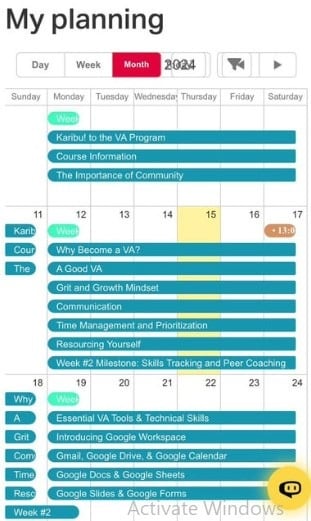 My planning
Day Week Month 2024
Sunday Monday Tuesday Wednesday Thursday Friday Saturday
Week
Karibu! to the VA Program
Course Information
The Importance of Community
11 12 13 14 15 16 17
Karib Week • 13:0
Cour Why Become a VA?
The A Good VA
Grit and Growth Mindset
Communication
Time Management and Prioritization
Resourcing Yourself
Week #2 Milestone: Skills Tracking and Peer Coaching
18 19 20 21 22 23 24
Why Week
A Essential VA Tools & Technical Skills
Grit Introducing Google Workspace
Com Gmail, Google Drive, & Google Calendar
Time Google Docs & Google Sheets
Reso Google Slides & Google Forms
Week #2
Activate Windows